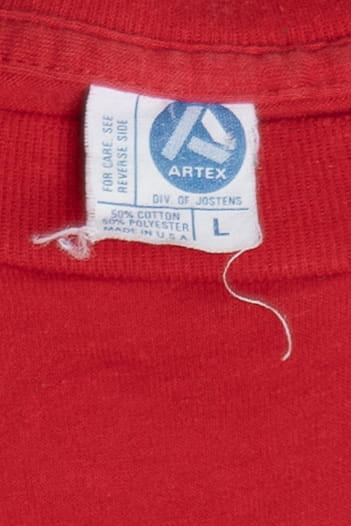 FOR CARE SEE
REVERSE SIDE
ARTEX
DIV. OF JOSTENS
50% COTTON
50% POLYESTER
MADE IN U S A
L